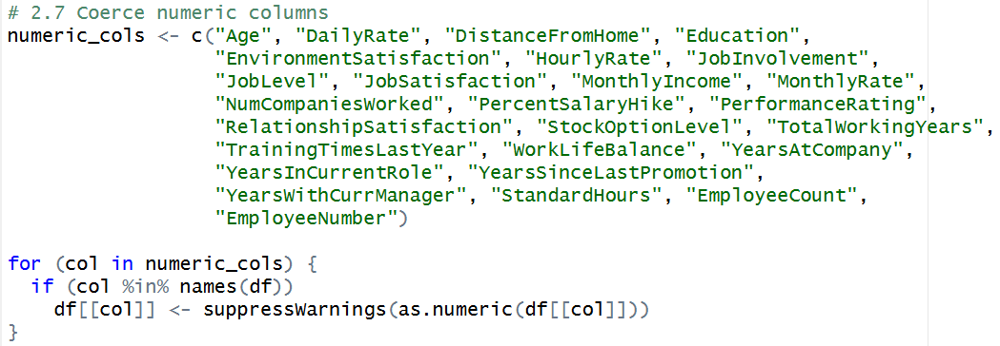 # 2.7 Coerce numeric columns
numeric_cols <- c("Age", "DailyRate", "DistanceFromHome", "Education",
                  "EnvironmentSatisfaction", "HourlyRate", "JobInvolvement",
                  "JobLevel", "JobSatisfaction", "MonthlyIncome", "MonthlyRate",
                  "NumCompaniesWorked", "PercentSalaryHike", "PerformanceRating",
                  "RelationshipSatisfaction", "StockOptionLevel", "TotalWorkingYears",
                  "TrainingTimesLastYear", "WorkLifeBalance", "YearsAtCompany",
                  "YearsInCurrentRole", "YearsSinceLastPromotion",
                  "YearsWithCurrManager", "StandardHours", "EmployeeCount",
                  "EmployeeNumber")

for (col in numeric_cols) {
  if (col %in% names(df))
    df[[col]] <- suppressWarnings(as.numeric(df[[col]]))
}